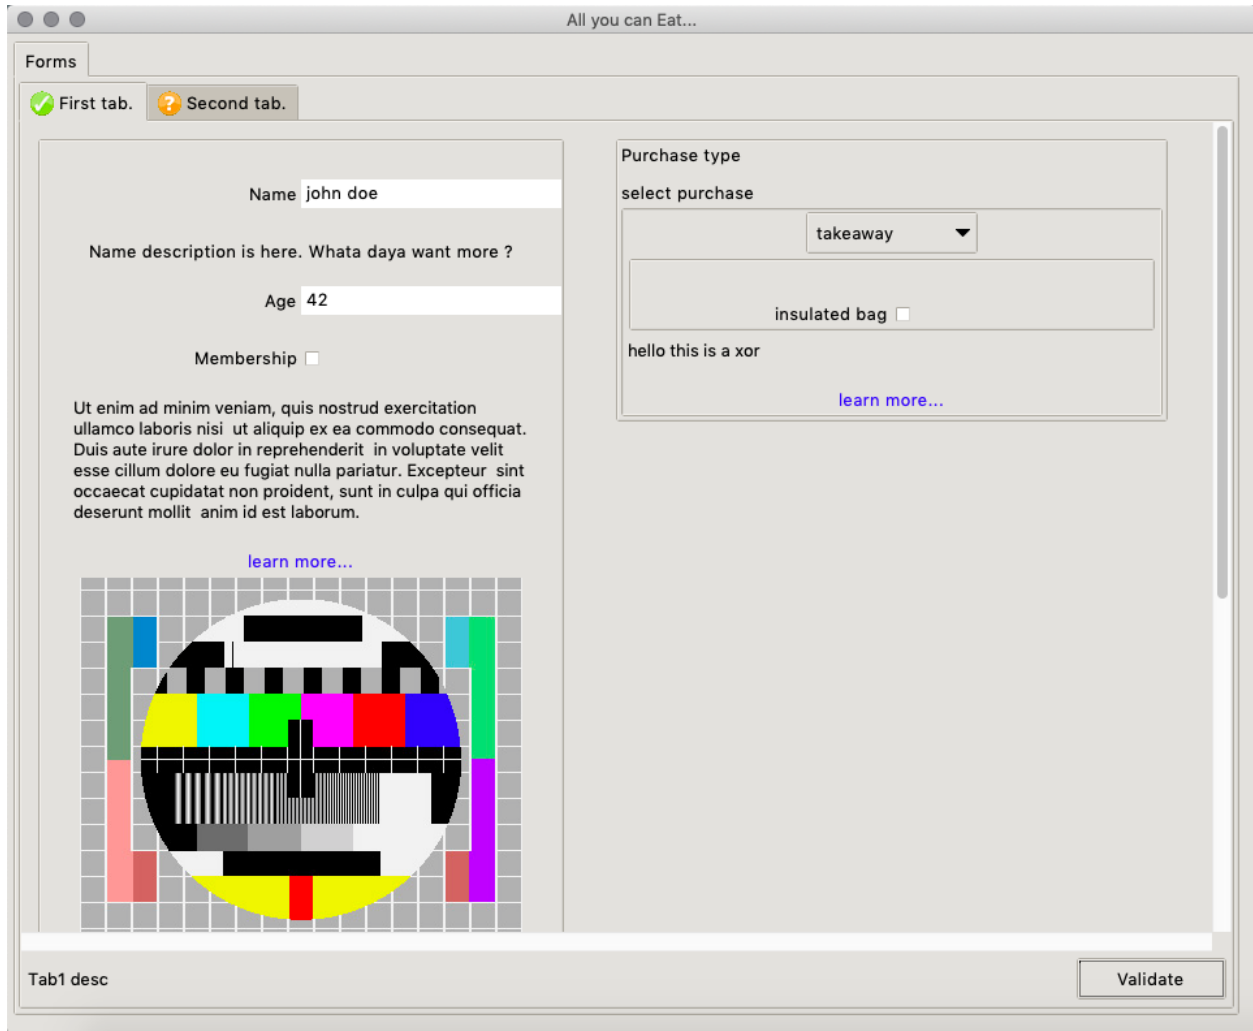 All you can Eat...
Forms
First tab.
Second tab.
Name
john doe
Name description is here. Whata daya want more ?
Age
42
Membership
Ut enim ad minim veniam, quis nostrud exercitation
ullamco laboris nisi  ut aliquip ex ea commodo consequat.
Duis aute irure dolor in reprehenderit  in voluptate velit
esse cillum dolore eu fugiat nulla pariatur. Excepteur  sint
occaecat cupidatat non proident, sunt in culpa qui officia
deserunt mollit  anim id est laborum.
learn more...
Purchase type
select purchase
takeaway
insulated bag
hello this is a xor
learn more...
Tab1 desc
Validate